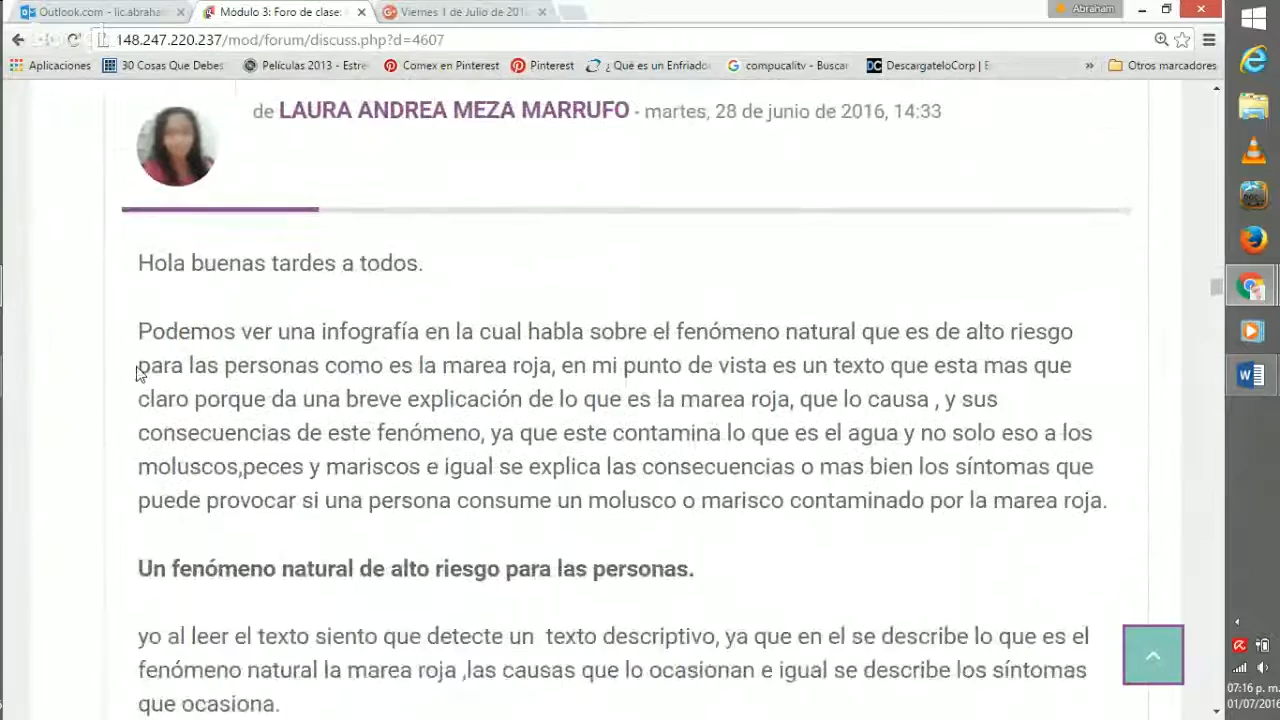 Outlook.com - lic.abraha
Módulo 3: Foro de clase:
Viernes 1 de Julio de 201
Abraham
148.247.220.237/mod/forum/discuss.php?d=4607
Aplicaciones
30 Cosas Que Debes
Películas 2013 - Estre
Comex en Pinterest
Pinterest
¿Qué es un Enfriado
compucalitv - Buscar
DescargateloCorp | E
»
Otros marcadores
de LAURA ANDREA MEZA MARRUFO - martes, 28 de junio de 2016, 14:33
Hola buenas tardes a todos.
Podemos ver una infografía en la cual habla sobre el fenómeno natural que es de alto riesgo
para las personas como es la marea roja, en mi punto de vista es un texto que esta mas que
claro porque da una breve explicación de lo que es la marea roja, que lo causa , y sus
consecuencias de este fenómeno, ya que este contamina lo que es el agua y no solo eso a los
moluscos,peces y mariscos e igual se explica las consecuencias o mas bien los síntomas que
puede provocar si una persona consume un molusco o marisco contaminado por la marea roja.
Un fenómeno natural de alto riesgo para las personas.
yo al leer el texto siento que detecte un  texto descriptivo, ya que en el se describe lo que es el
fenómeno natural la marea roja ,las causas que lo ocasionan e igual se describe los síntomas
que ocasiona.
07:16 p. m.
01/07/2016